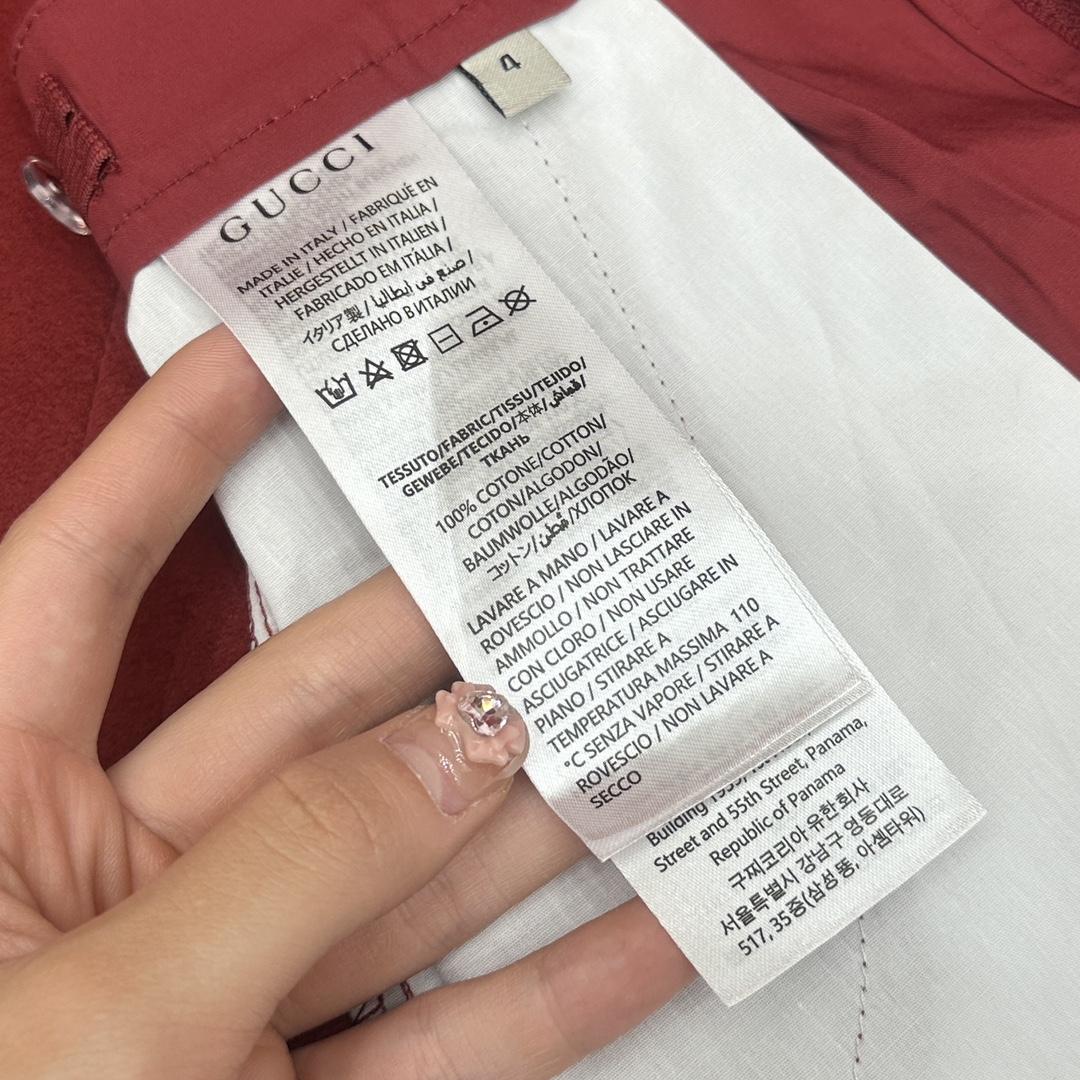 4
GUCCI
MADE IN ITALY / FABRIQUÉ EN
ITALIE / HECHO EN ITALIA /
HERGESTELLT IN ITALIEN /
FABRICADO EM ITÁLIA /
صنع في إيطاليا /
イタリア製 /
СДЕЛАНО В ИТАЛИИ
TESSUTO/FABRIC/TISSU/TEJIDO/
GEWEBE/TECIDO/本体/قماش/
ТКАНЬ
100% COTONE/COTTON/
COTON/ALGODON/
BAUMWOLLE/ALGODÃO/
コットン/قطن/ХЛОПОК
LAVARE A MANO / LAVARE A
ROVESCIO / NON LASCIARE IN
AMMOLLO / NON TRATTARE
CON CLORO / NON USARE
ASCIUGATRICE / ASCIUGARE IN
PIANO / STIRARE A
TEMPERATURA MASSIMA 110
°C SENZA VAPORE / STIRARE A
ROVESCIO / NON LAVARE A
SECCO
Building
Street and 55th Street, Panama,
Republic of Panama
구찌코리아 유한회사
서울특별시 강남구 영동대로
517, 35증(삼성똥, 아셈타워)